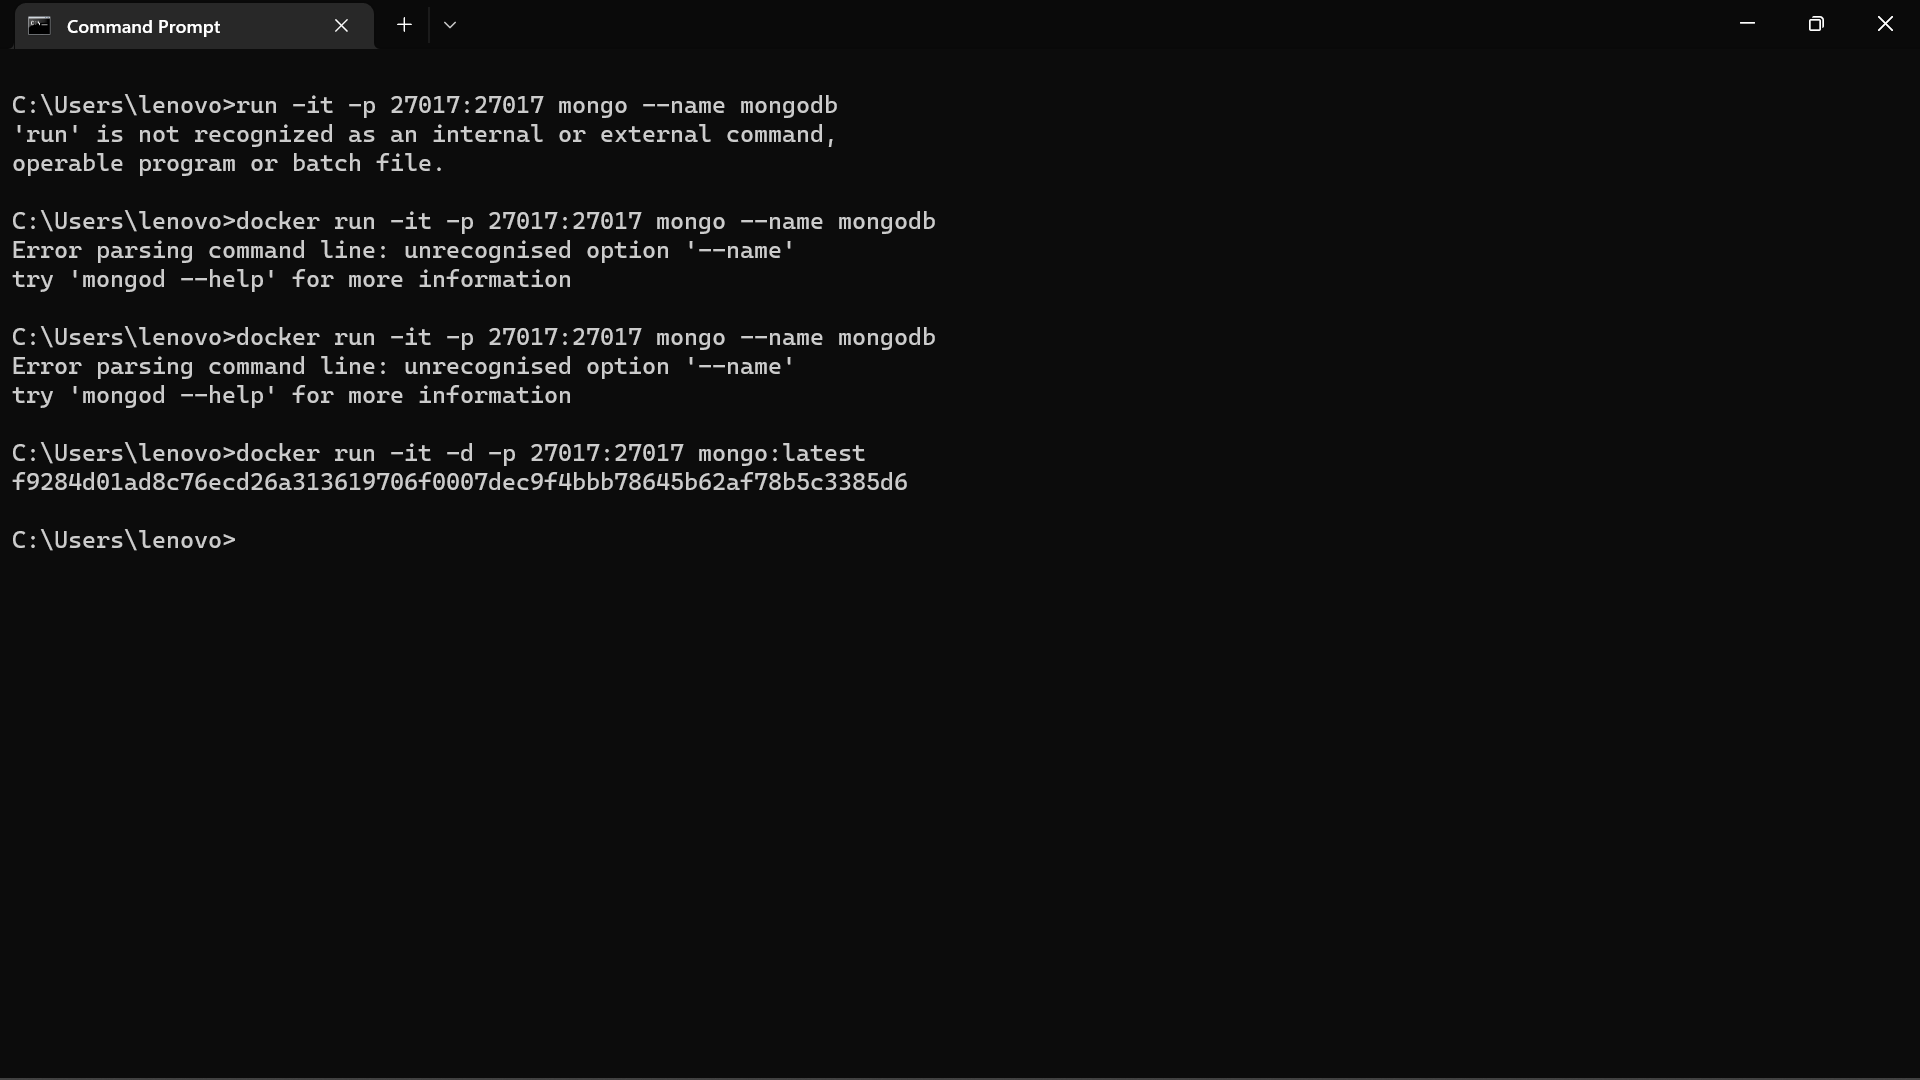 Command Prompt
C:\Users\lenovo>run -it -p 27017:27017 mongo --name mongodb
'run' is not recognized as an internal or external command,
operable program or batch file.
C:\Users\lenovo>docker run -it -p 27017:27017 mongo --name mongodb
Error parsing command line: unrecognised option '--name'
try 'mongod --help' for more information
C:\Users\lenovo>docker run -it -p 27017:27017 mongo --name mongodb
Error parsing command line: unrecognised option '--name'
try 'mongod --help' for more information
C:\Users\lenovo>docker run -it -d -p 27017:27017 mongo:latest
f9284d01ad8c76ecd26a313619706f0007dec9f4bbb78645b62af78b5c3385d6
C:\Users\lenovo>